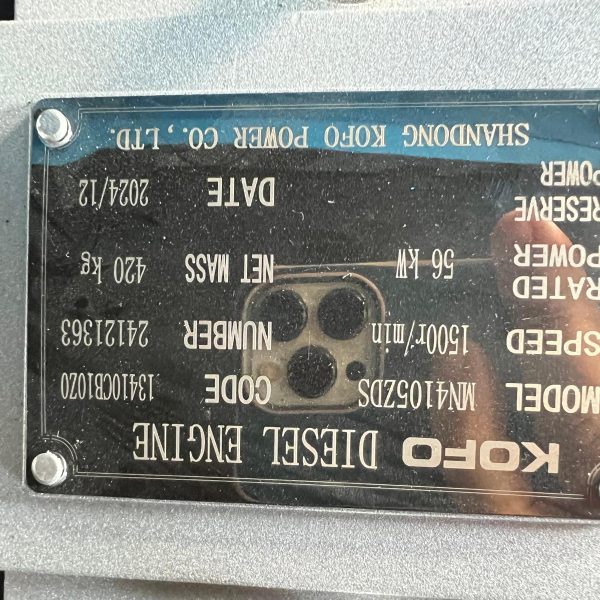 KOFO DIESEL ENGINE
MODEL MN4105ZDS CODE 13410CB10Z0
SPEED 1500r/min NUMBER 24121363
RATED POWER 56 kW NET MASS 420 kg
RESERVE POWER DATE 2024/12
SHANDONG KOFO POWER CO., LTD.